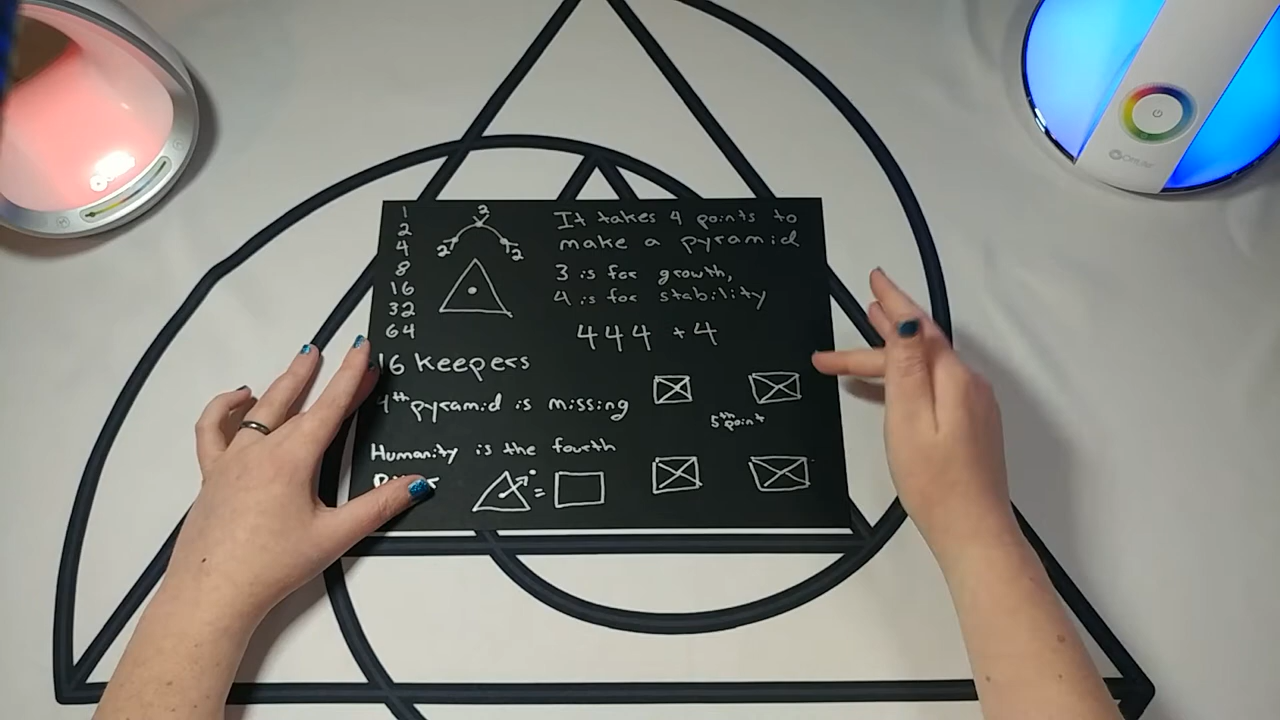 1
2
4
8
16
32
64
2
2
2
It takes 4 points to
make a pyramid
3 is for growth,
4 is for stability
444 + 4
16 keepers
4th pyramid is missing
5th point
Humanity is the fourth
=